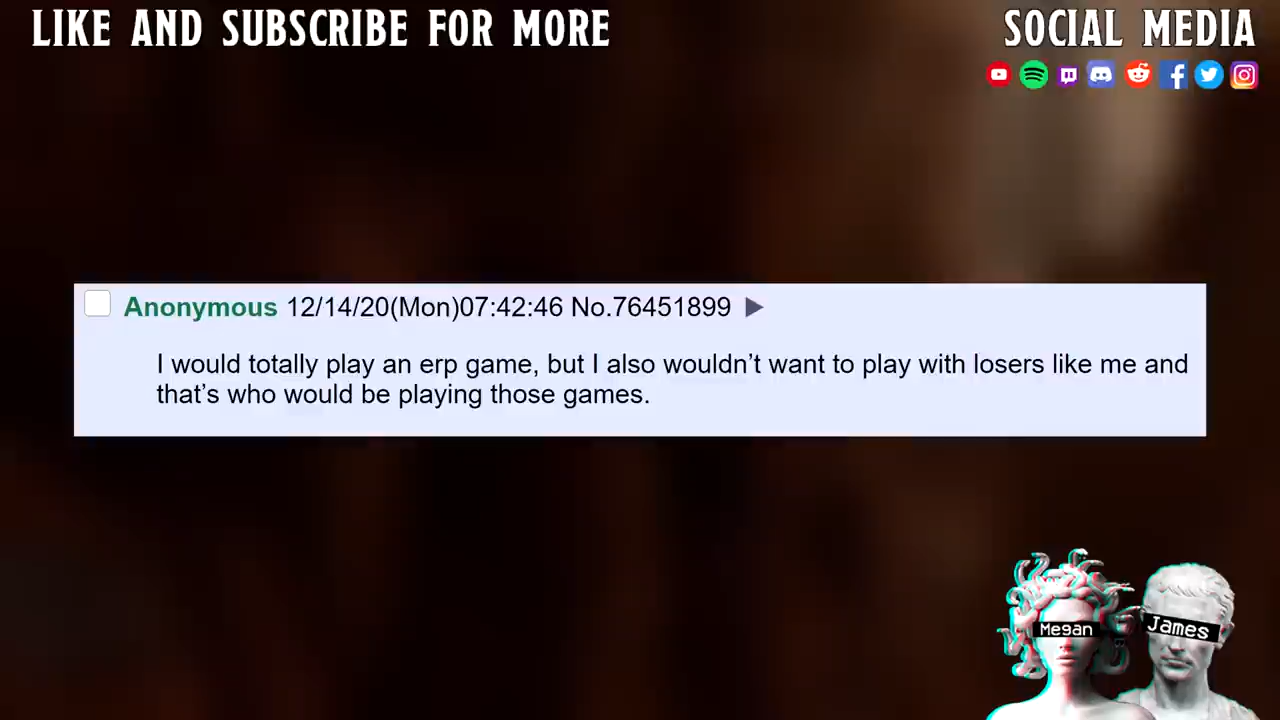 LIKE AND SUBSCRIBE FOR MORE
SOCIAL MEDIA
Anonymous 12/14/20(Mon)07:42:46 No.76451899 ▶
I would totally play an erp game, but I also wouldn’t want to play with losers like me and
that’s who would be playing those games.
Megan
James